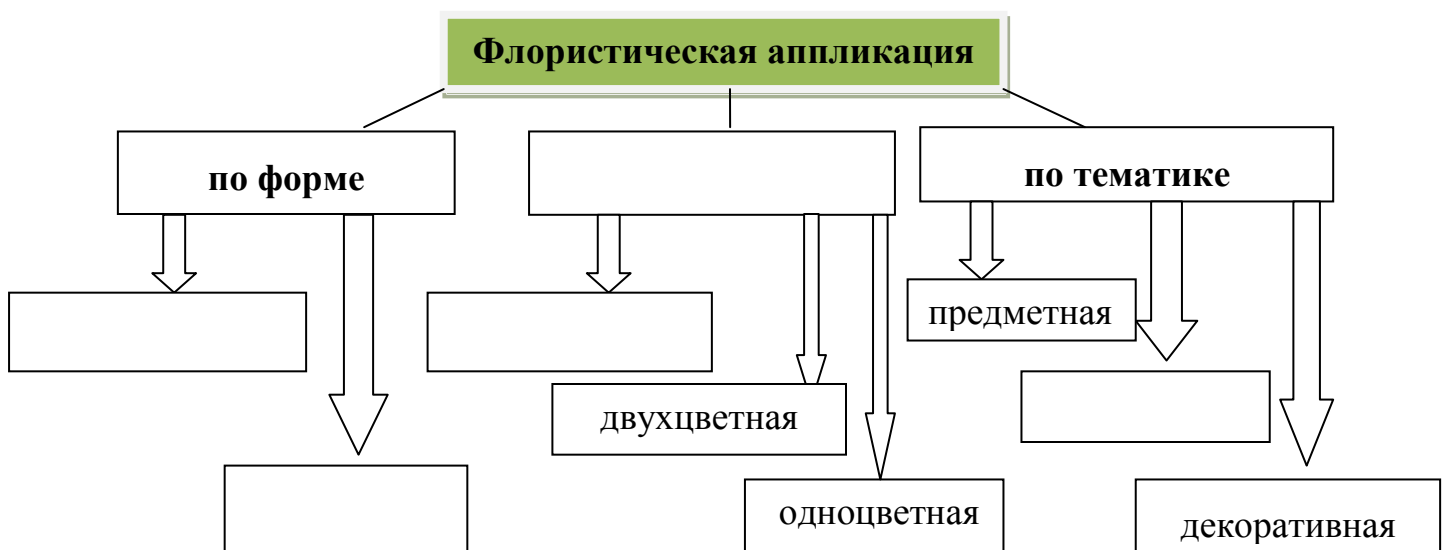 Флористическая аппликация
по форме
по тематике
предметная
двухцветная
одноцветная
декоративная